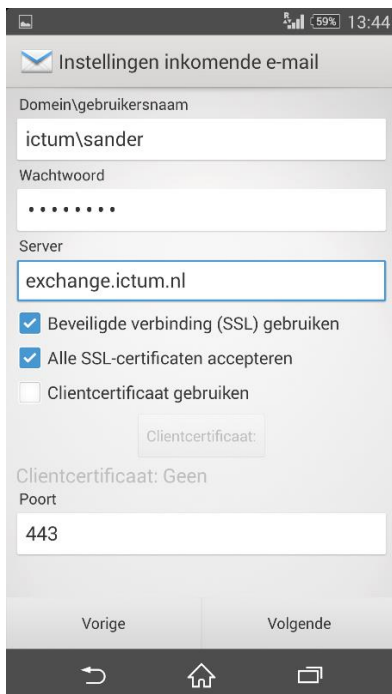 R 59% 13:44
Instellingen inkomende e-mail
Domein\gebruikersnaam
ictum\sander
Wachtwoord
••••••••
Server
exchange.ictum.nl
Beveiligde verbinding (SSL) gebruiken
Alle SSL-certificaten accepteren
Clientcertificaat gebruiken
Clientcertificaat:
Clientcertificaat: Geen
Poort
443
Vorige Volgende